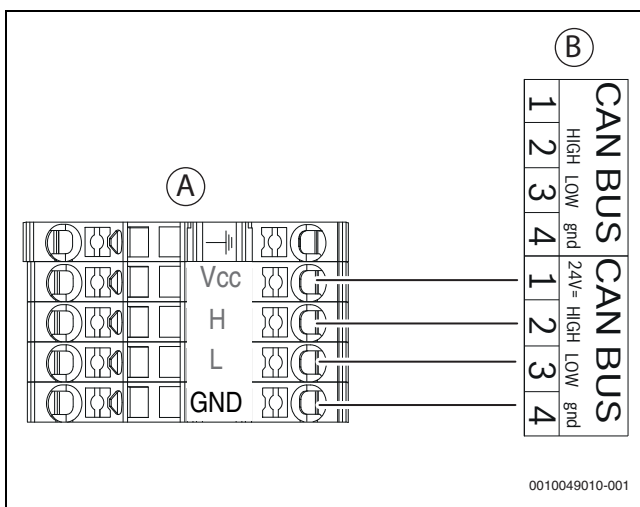 A
B
Vcc
H
L
GND
CAN BUS
1
2 HIGH
3 LOW
4 gnd
CAN BUS
1 24V=
2 HIGH
3 LOW
4 gnd
0010049010-001